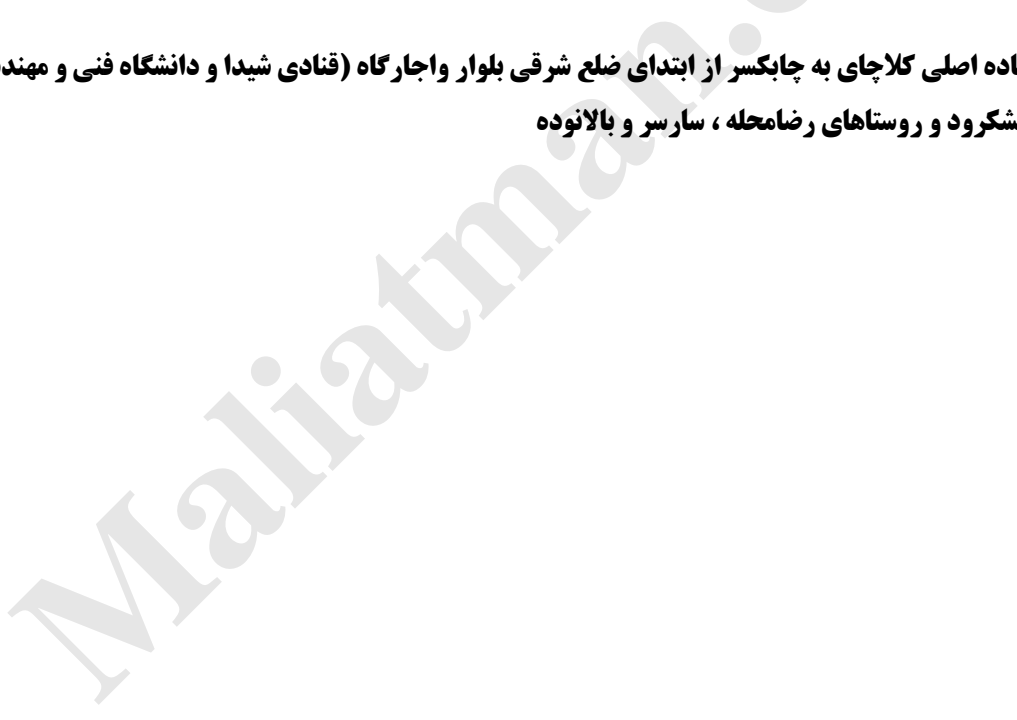 اده اصلی کلاچای به چابکسر از ابتدای ضلع شرقی بلوار واجارگاه (قنادی شیدا و دانشگاه فنی و مهند
شکرود و روستاهای رضامحله ، سارسر و بالانوده
Maliatman.